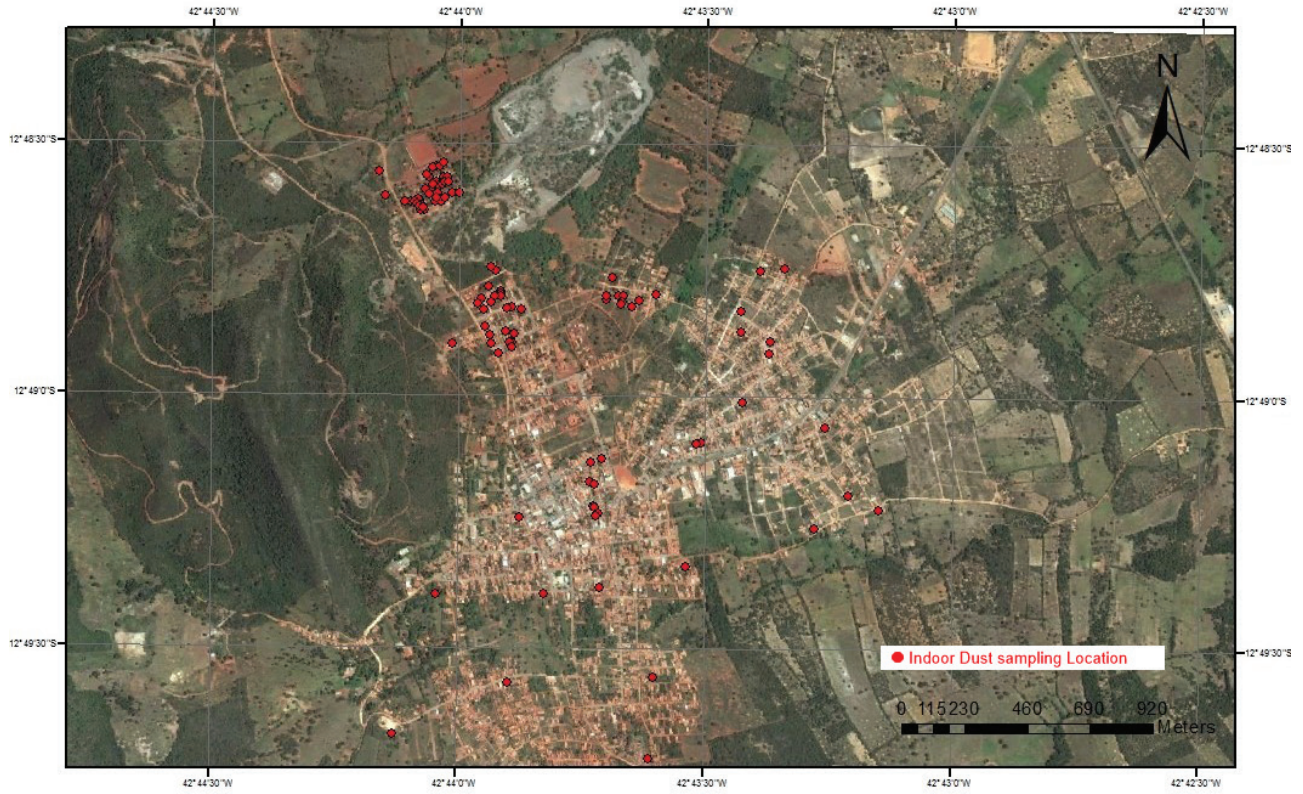 42°44'30"W 42°44'0"W 42°43'30"W 42°43'0"W 42°42'30"W
N
12°48'30"S 12°48'30"S
12°49'0"S 12°49'0"S
12°49'30"S 12°49'30"S
Indoor Dust sampling Location
0 115 230 460 690 920
Meters
42°44'30"W 42°44'0"W 42°43'30"W 42°43'0"W 42°42'30"W